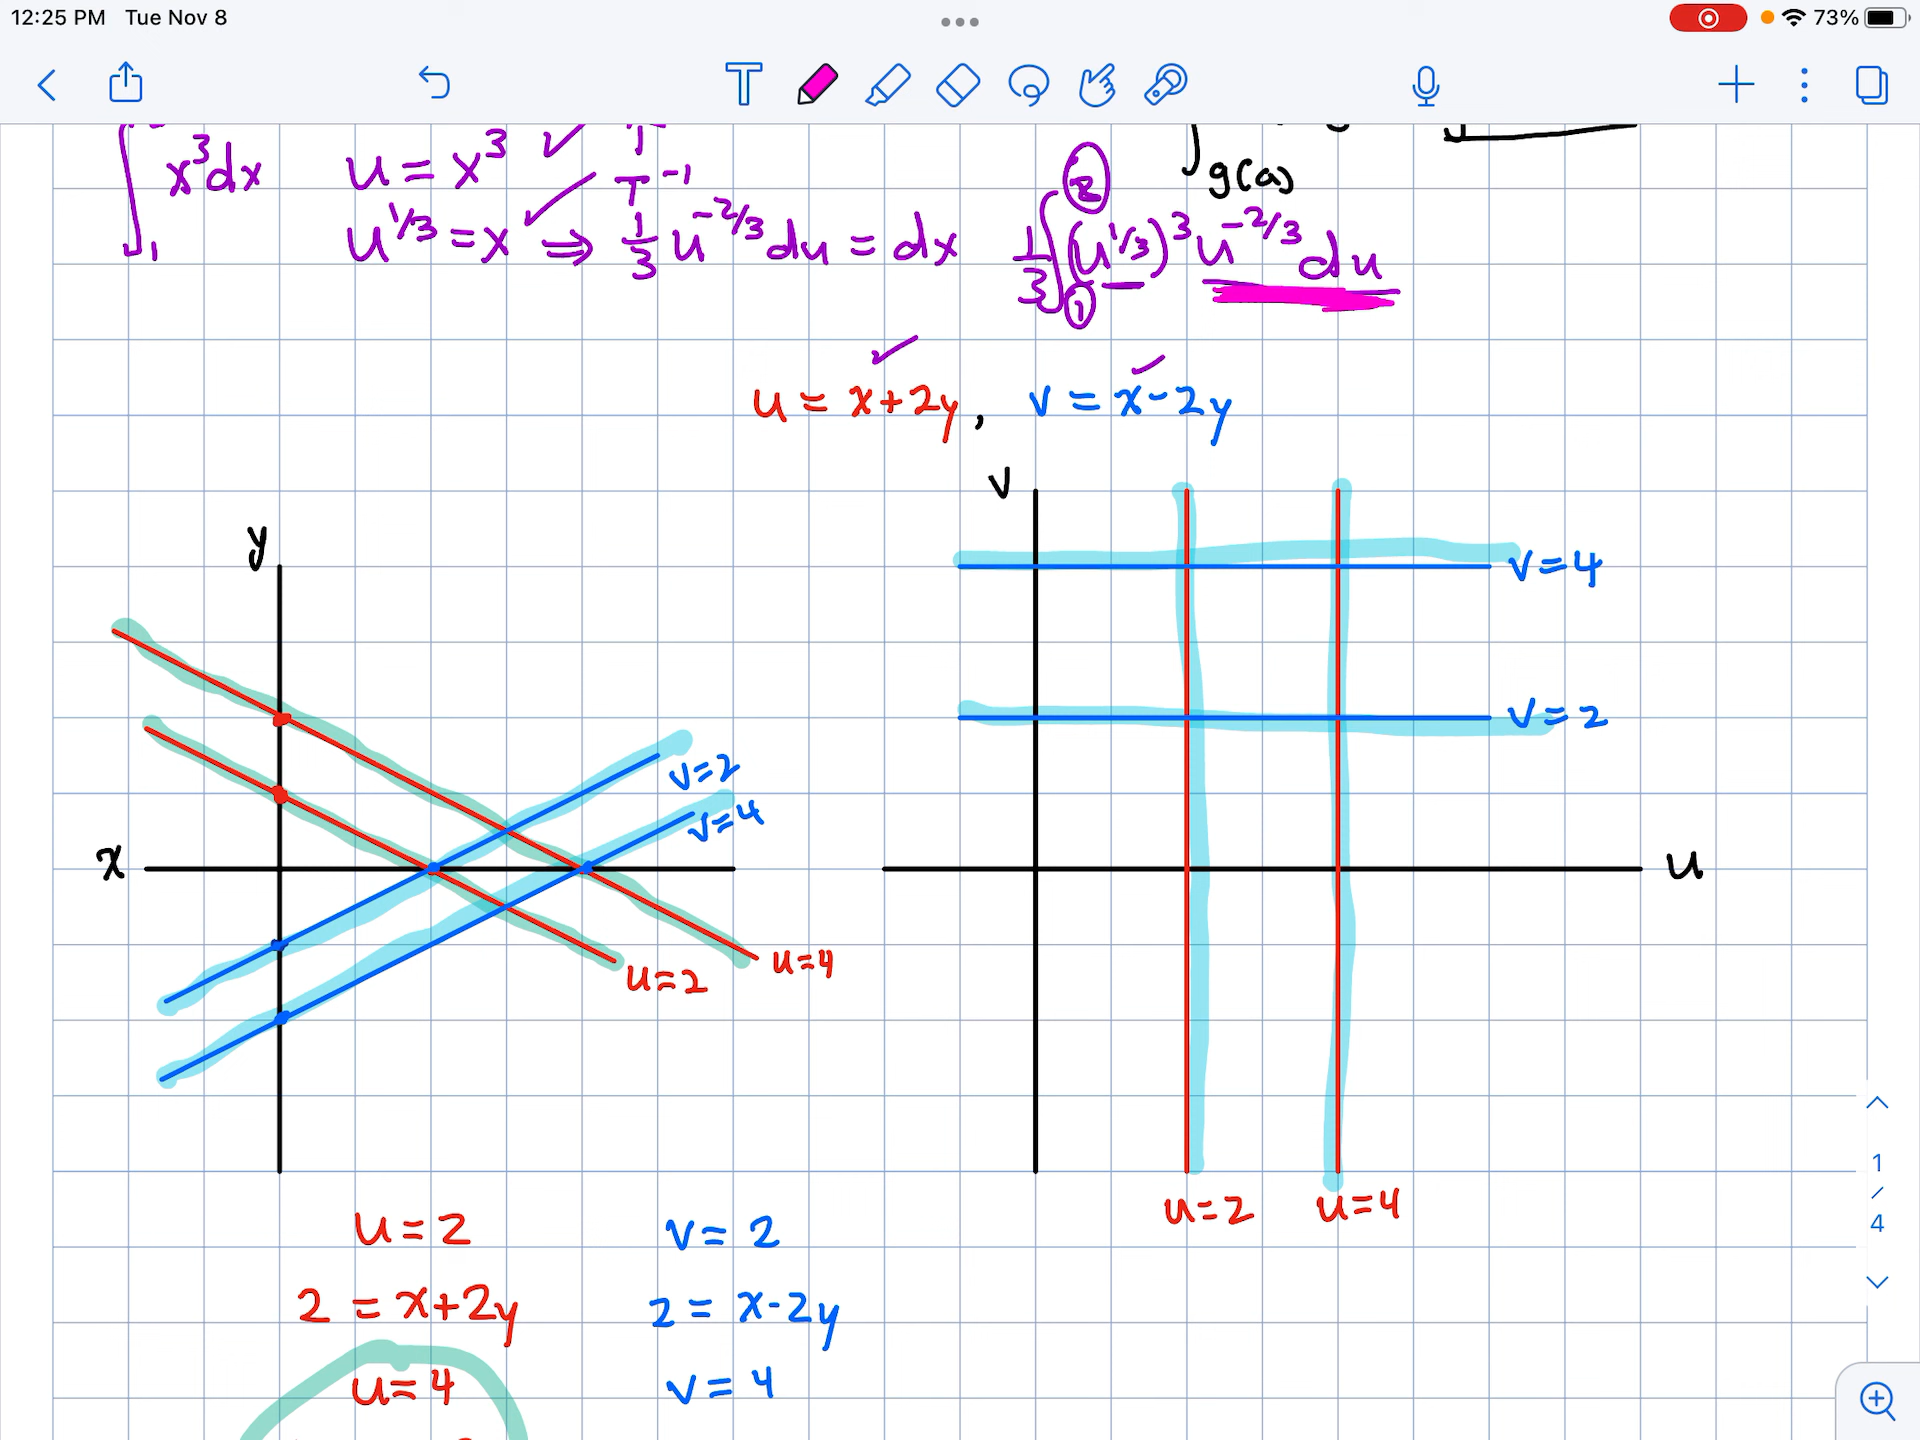 12:25 PM Tue Nov 8
73%
T
x³dx u = x³
g(a)
1 u^{1/3} = x ⇒ 1/3 u^{-2/3} du = dx 1/3 ∫ (u^{1/3})³ u^{-2/3} du
1
u = x+2y, v = x-2y
v
y
v=4
v=2
v=2
v=4
x
u
u=2
u=4
u=2 u=4
u=2 v=2
2 = x+2y 2 = x-2y
u=4 v=4
1
/
4